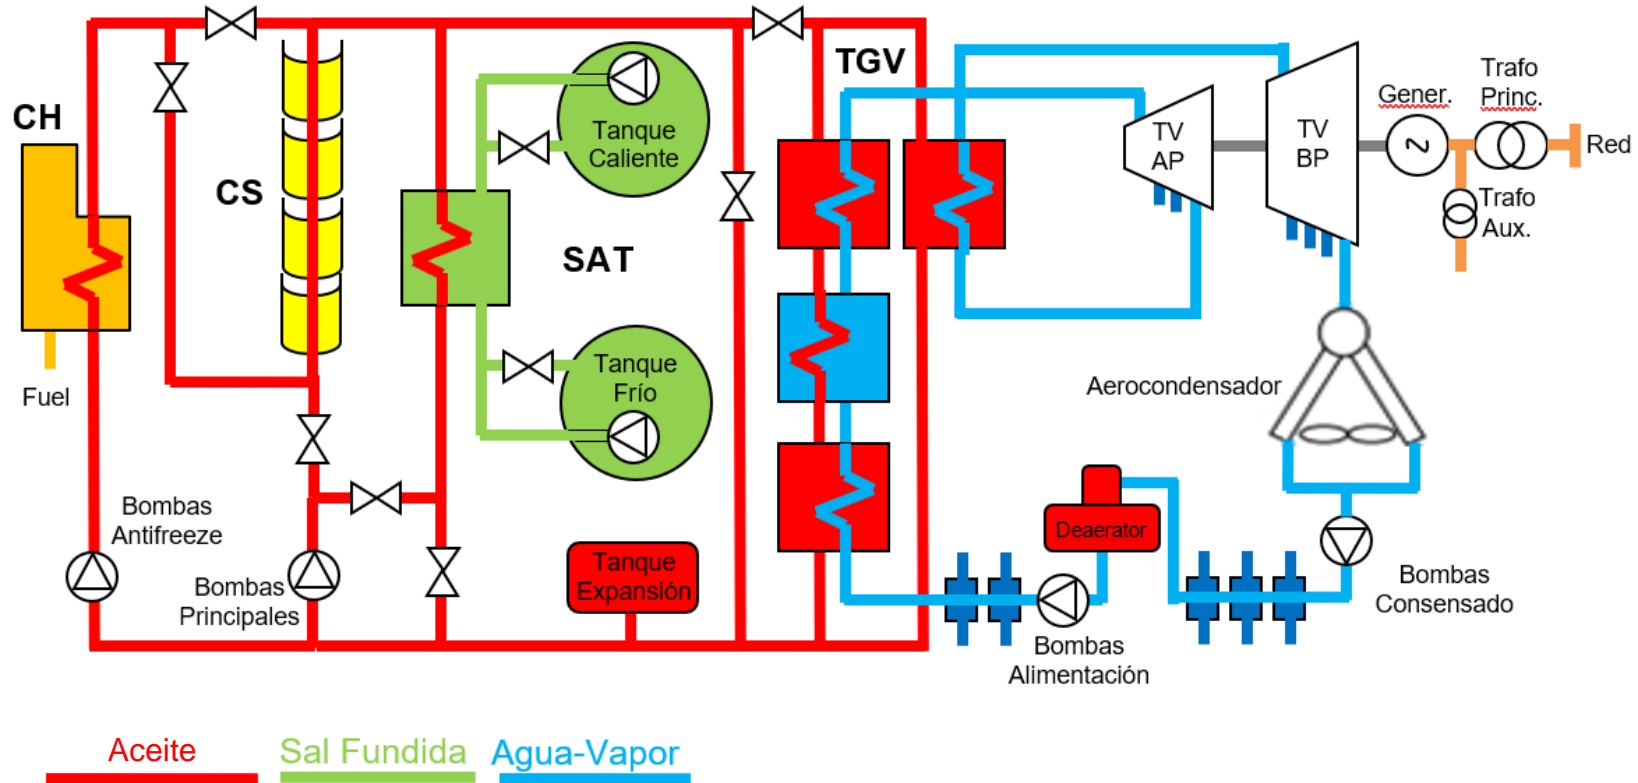 CH
CS
Fuel
Bombas
Antifreeze
Bombas
Principales
Tanque
Caliente
SAT
Tanque
Frío
Tanque
Expansión
TGV
TV
AP
TV
BP
Gener.
Trafo
Princ.
Red
Trafo
Aux.
Aerocondensador
Deaerator
Bombas
Alimentación
Bombas
Consensado
Aceite
Sal Fundida
Agua-Vapor